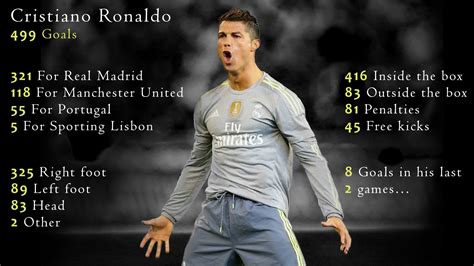 Cristiano Ronaldo
499 Goals
321 For Real Madrid
118 For Manchester United
55 For Portugal
5 For Sporting Lisbon
416 Inside the box
83 Outside the box
81 Penalties
45 Free kicks
Fly
Emirates
325 Right foot
89 Left foot
83 Head
2 Other
8 Goals in his last
2 games...